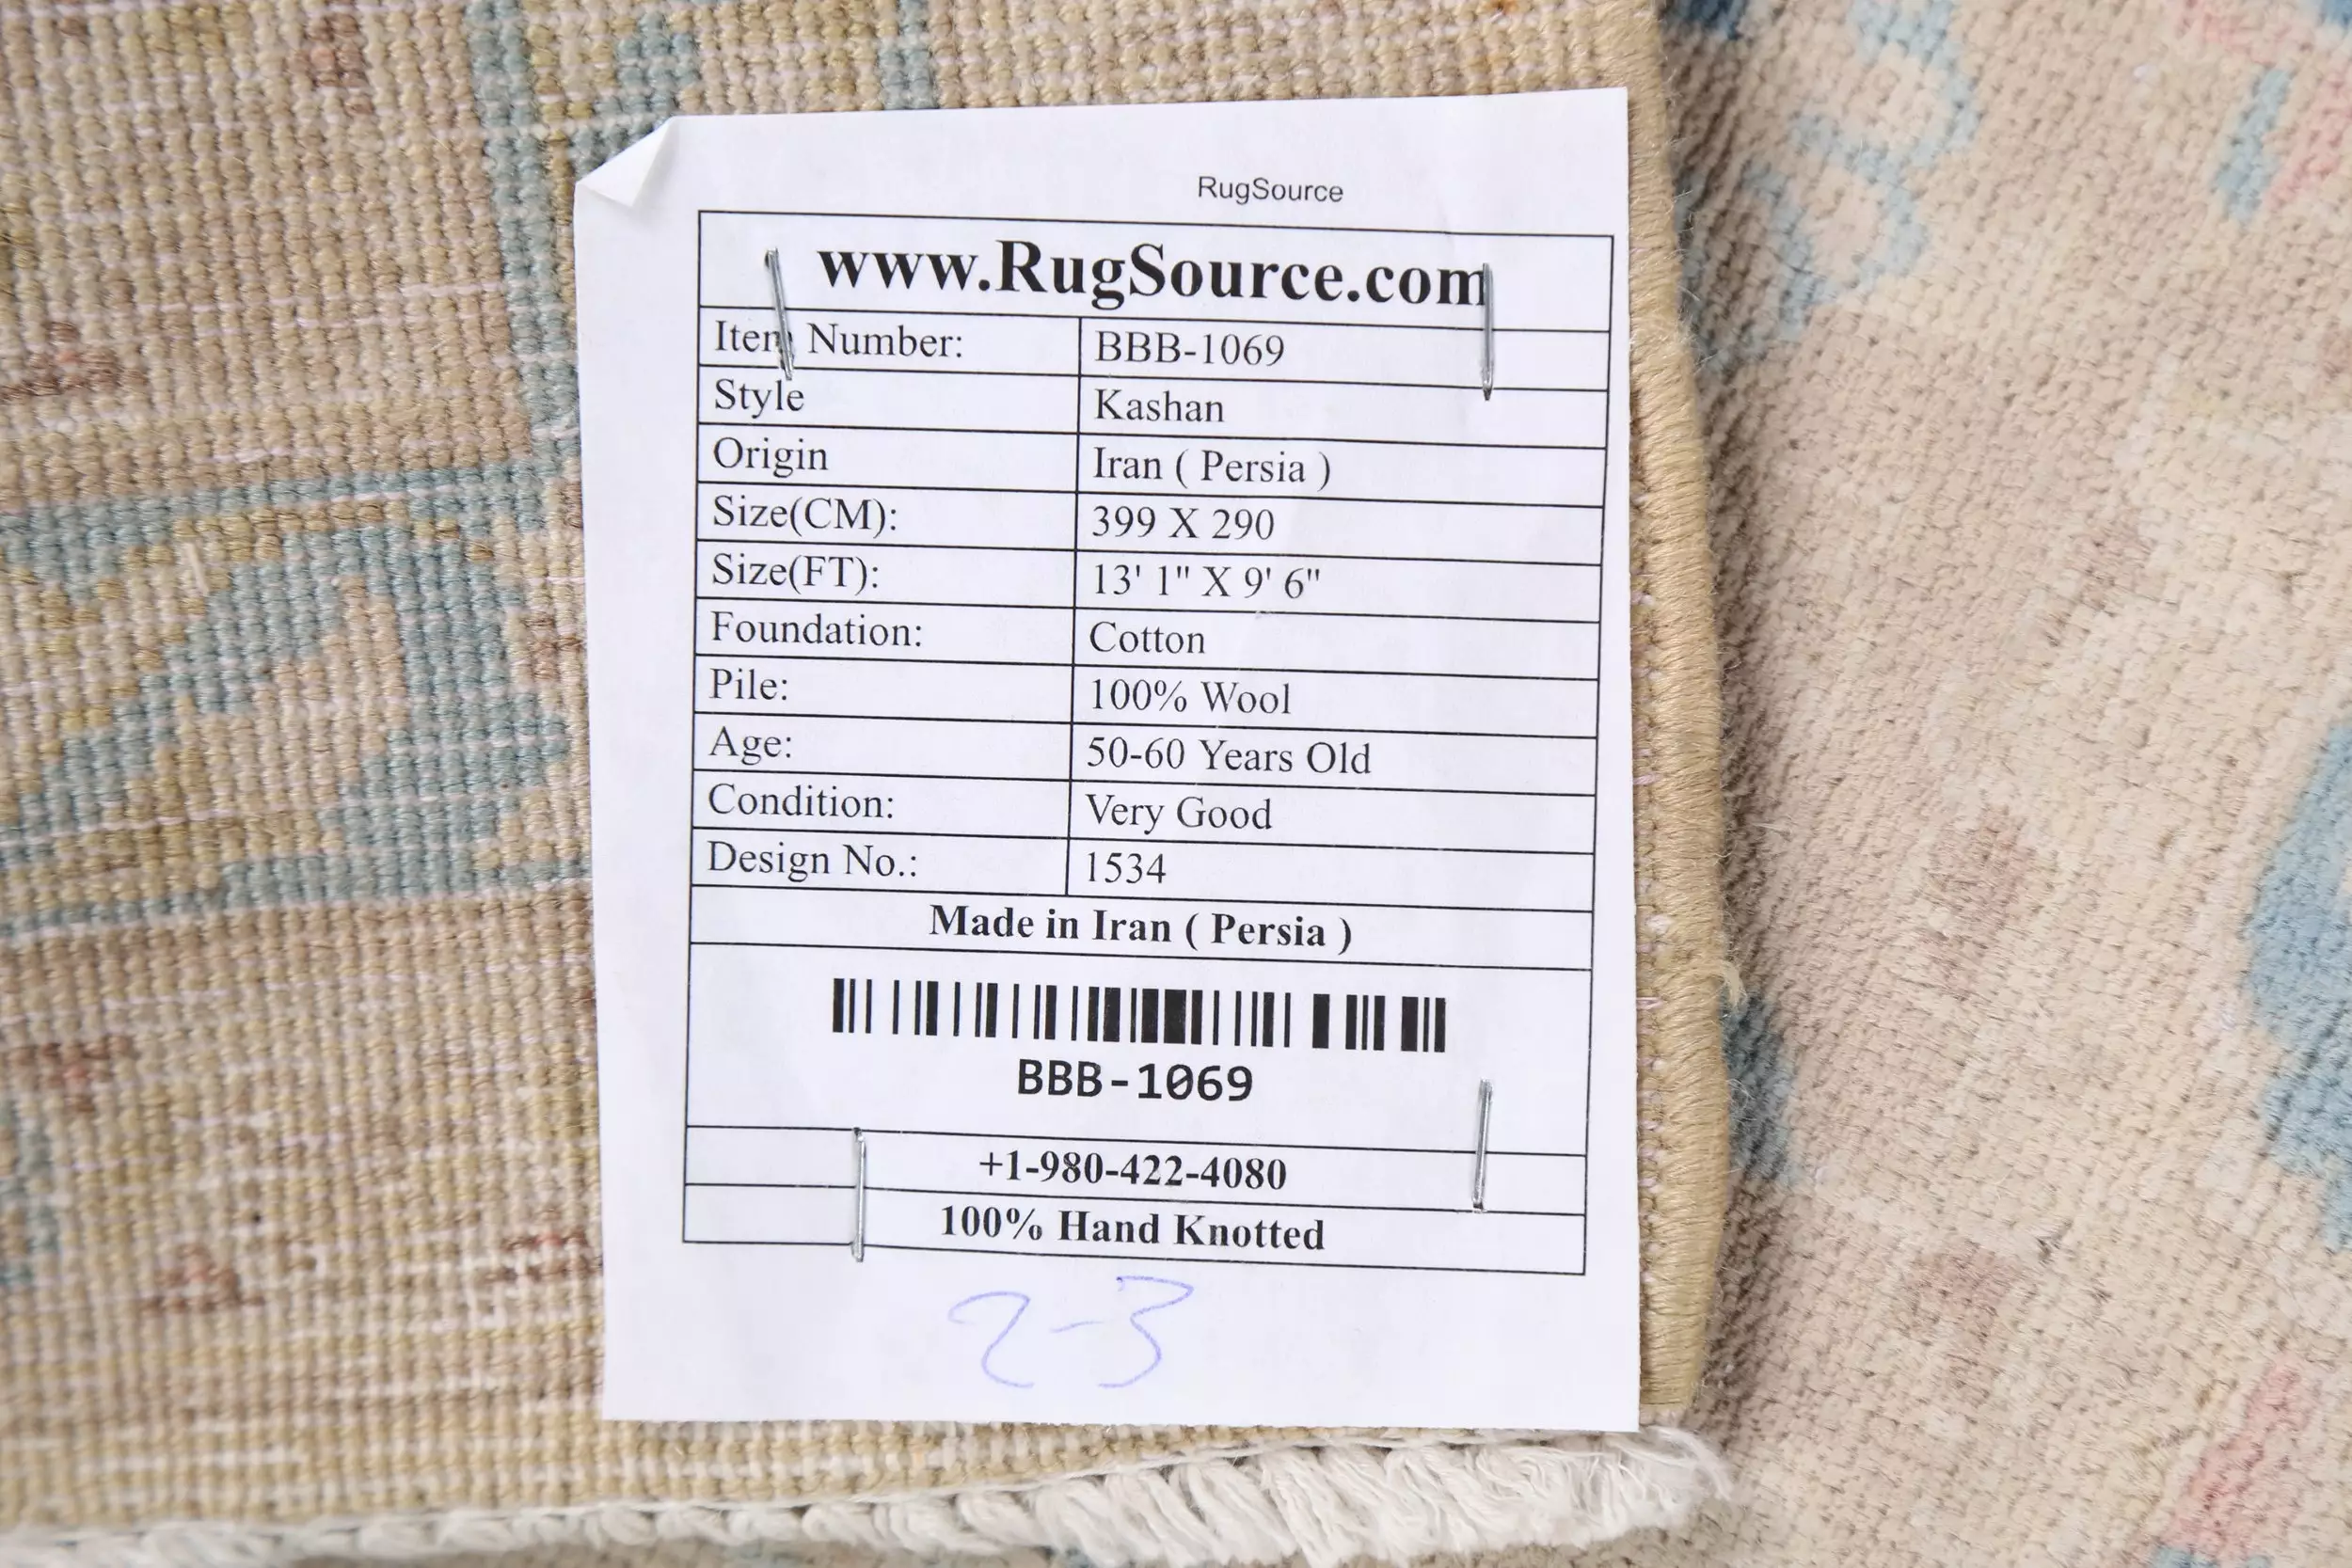 RugSource
www.RugSource.com
Item Number: BBB-1069
Style Kashan
Origin Iran ( Persia )
Size(CM): 399 X 290
Size(FT): 13' 1" X 9' 6"
Foundation: Cotton
Pile: 100% Wool
Age: 50-60 Years Old
Condition: Very Good
Design No.: 1534
Made in Iran ( Persia )
BBB-1069
+1-980-422-4080
100% Hand Knotted
2-3